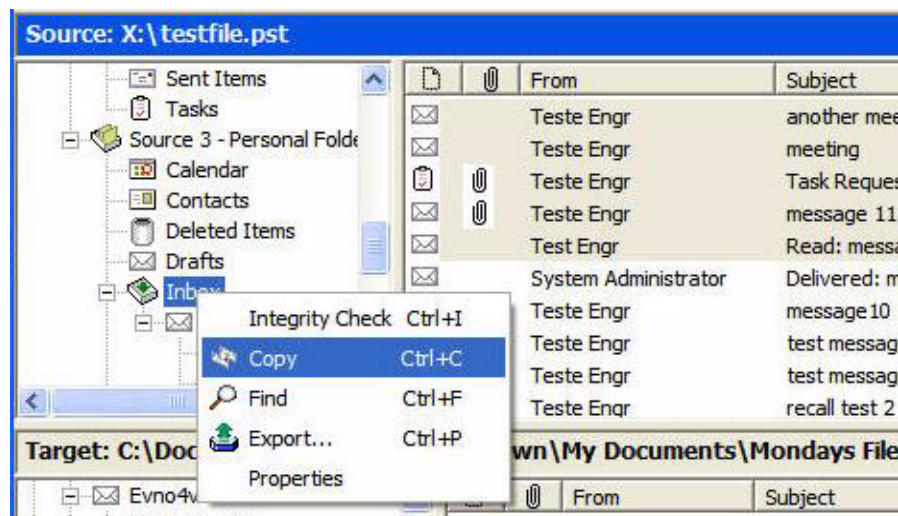 Source: X:\testfile.pst
Sent Items
Tasks
Source 3 - Personal Folde
Calendar
Contacts
Deleted Items
Drafts
Inbox
From Subject
Teste Engr another mee
Teste Engr meeting
Teste Engr Task Reques
Teste Engr message 11
Test Engr Read: messa
System Administrator Delivered: m
Teste Engr message10
Teste Engr test messag
Teste Engr test messag
Teste Engr recall test 2
Integrity Check Ctrl+I
Copy Ctrl+C
Find Ctrl+F
Export... Ctrl+P
Properties
Target: C:\Doc wn\My Documents\Mondays File
Evno4v
From Subject